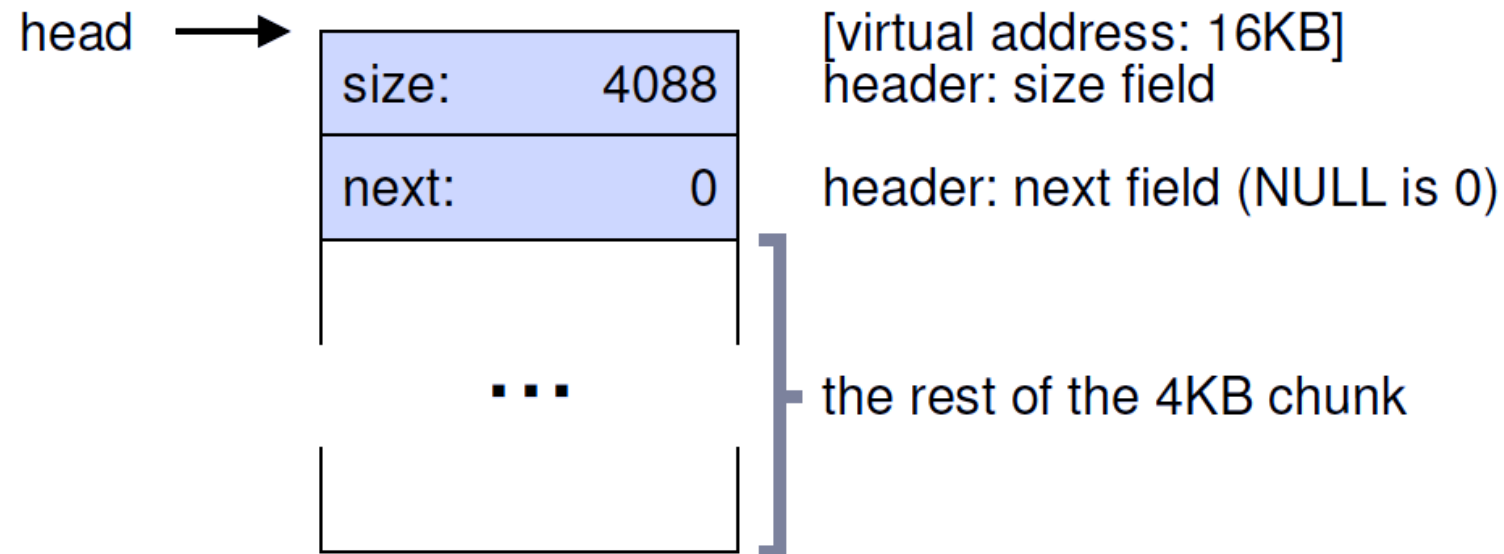 head
[virtual address: 16KB]
size: 4088
header: size field
next: 0
header: next field (NULL is 0)
...
the rest of the 4KB chunk